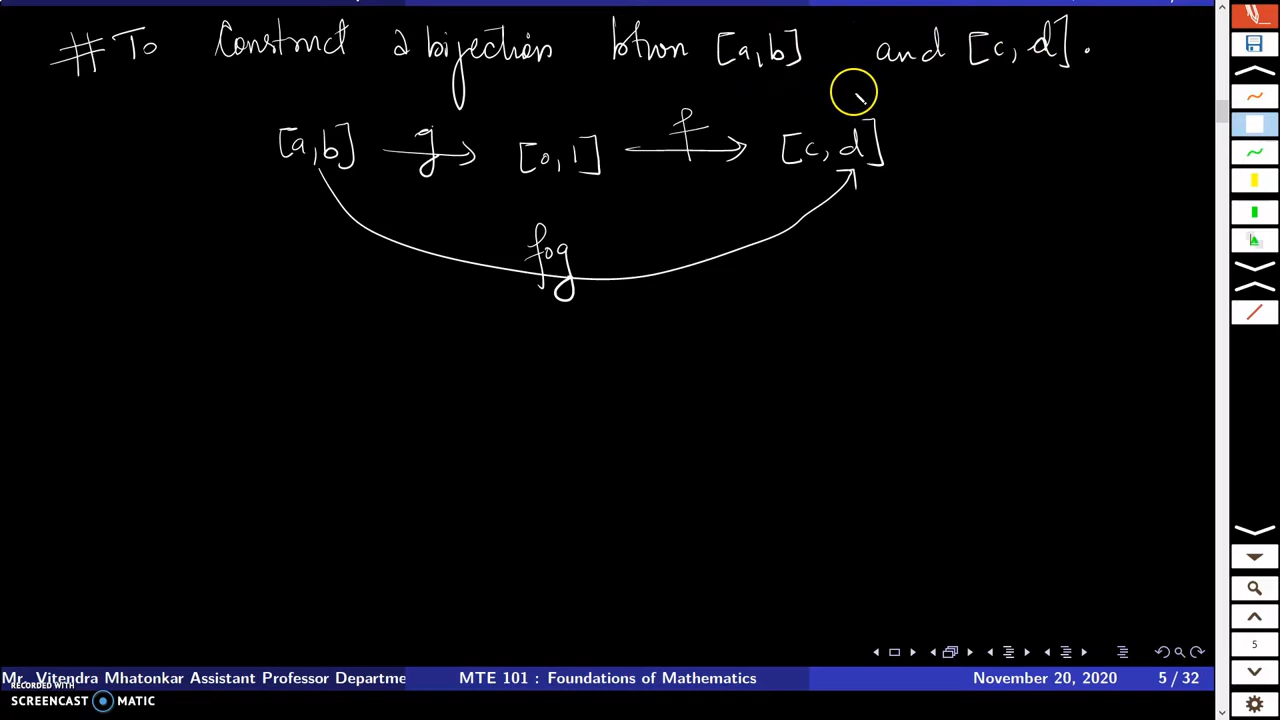 # To Construct a bijection btwn [a,b] and [c,d].
[a,b] g [0,1] f [c,d]
fog
5
Mr. Vitendra Mhatonkar Assistant Professor Departme MTE 101 : Foundations of Mathematics November 20, 2020 5 / 32
RECORDED WITH
SCREENCAST MATIC